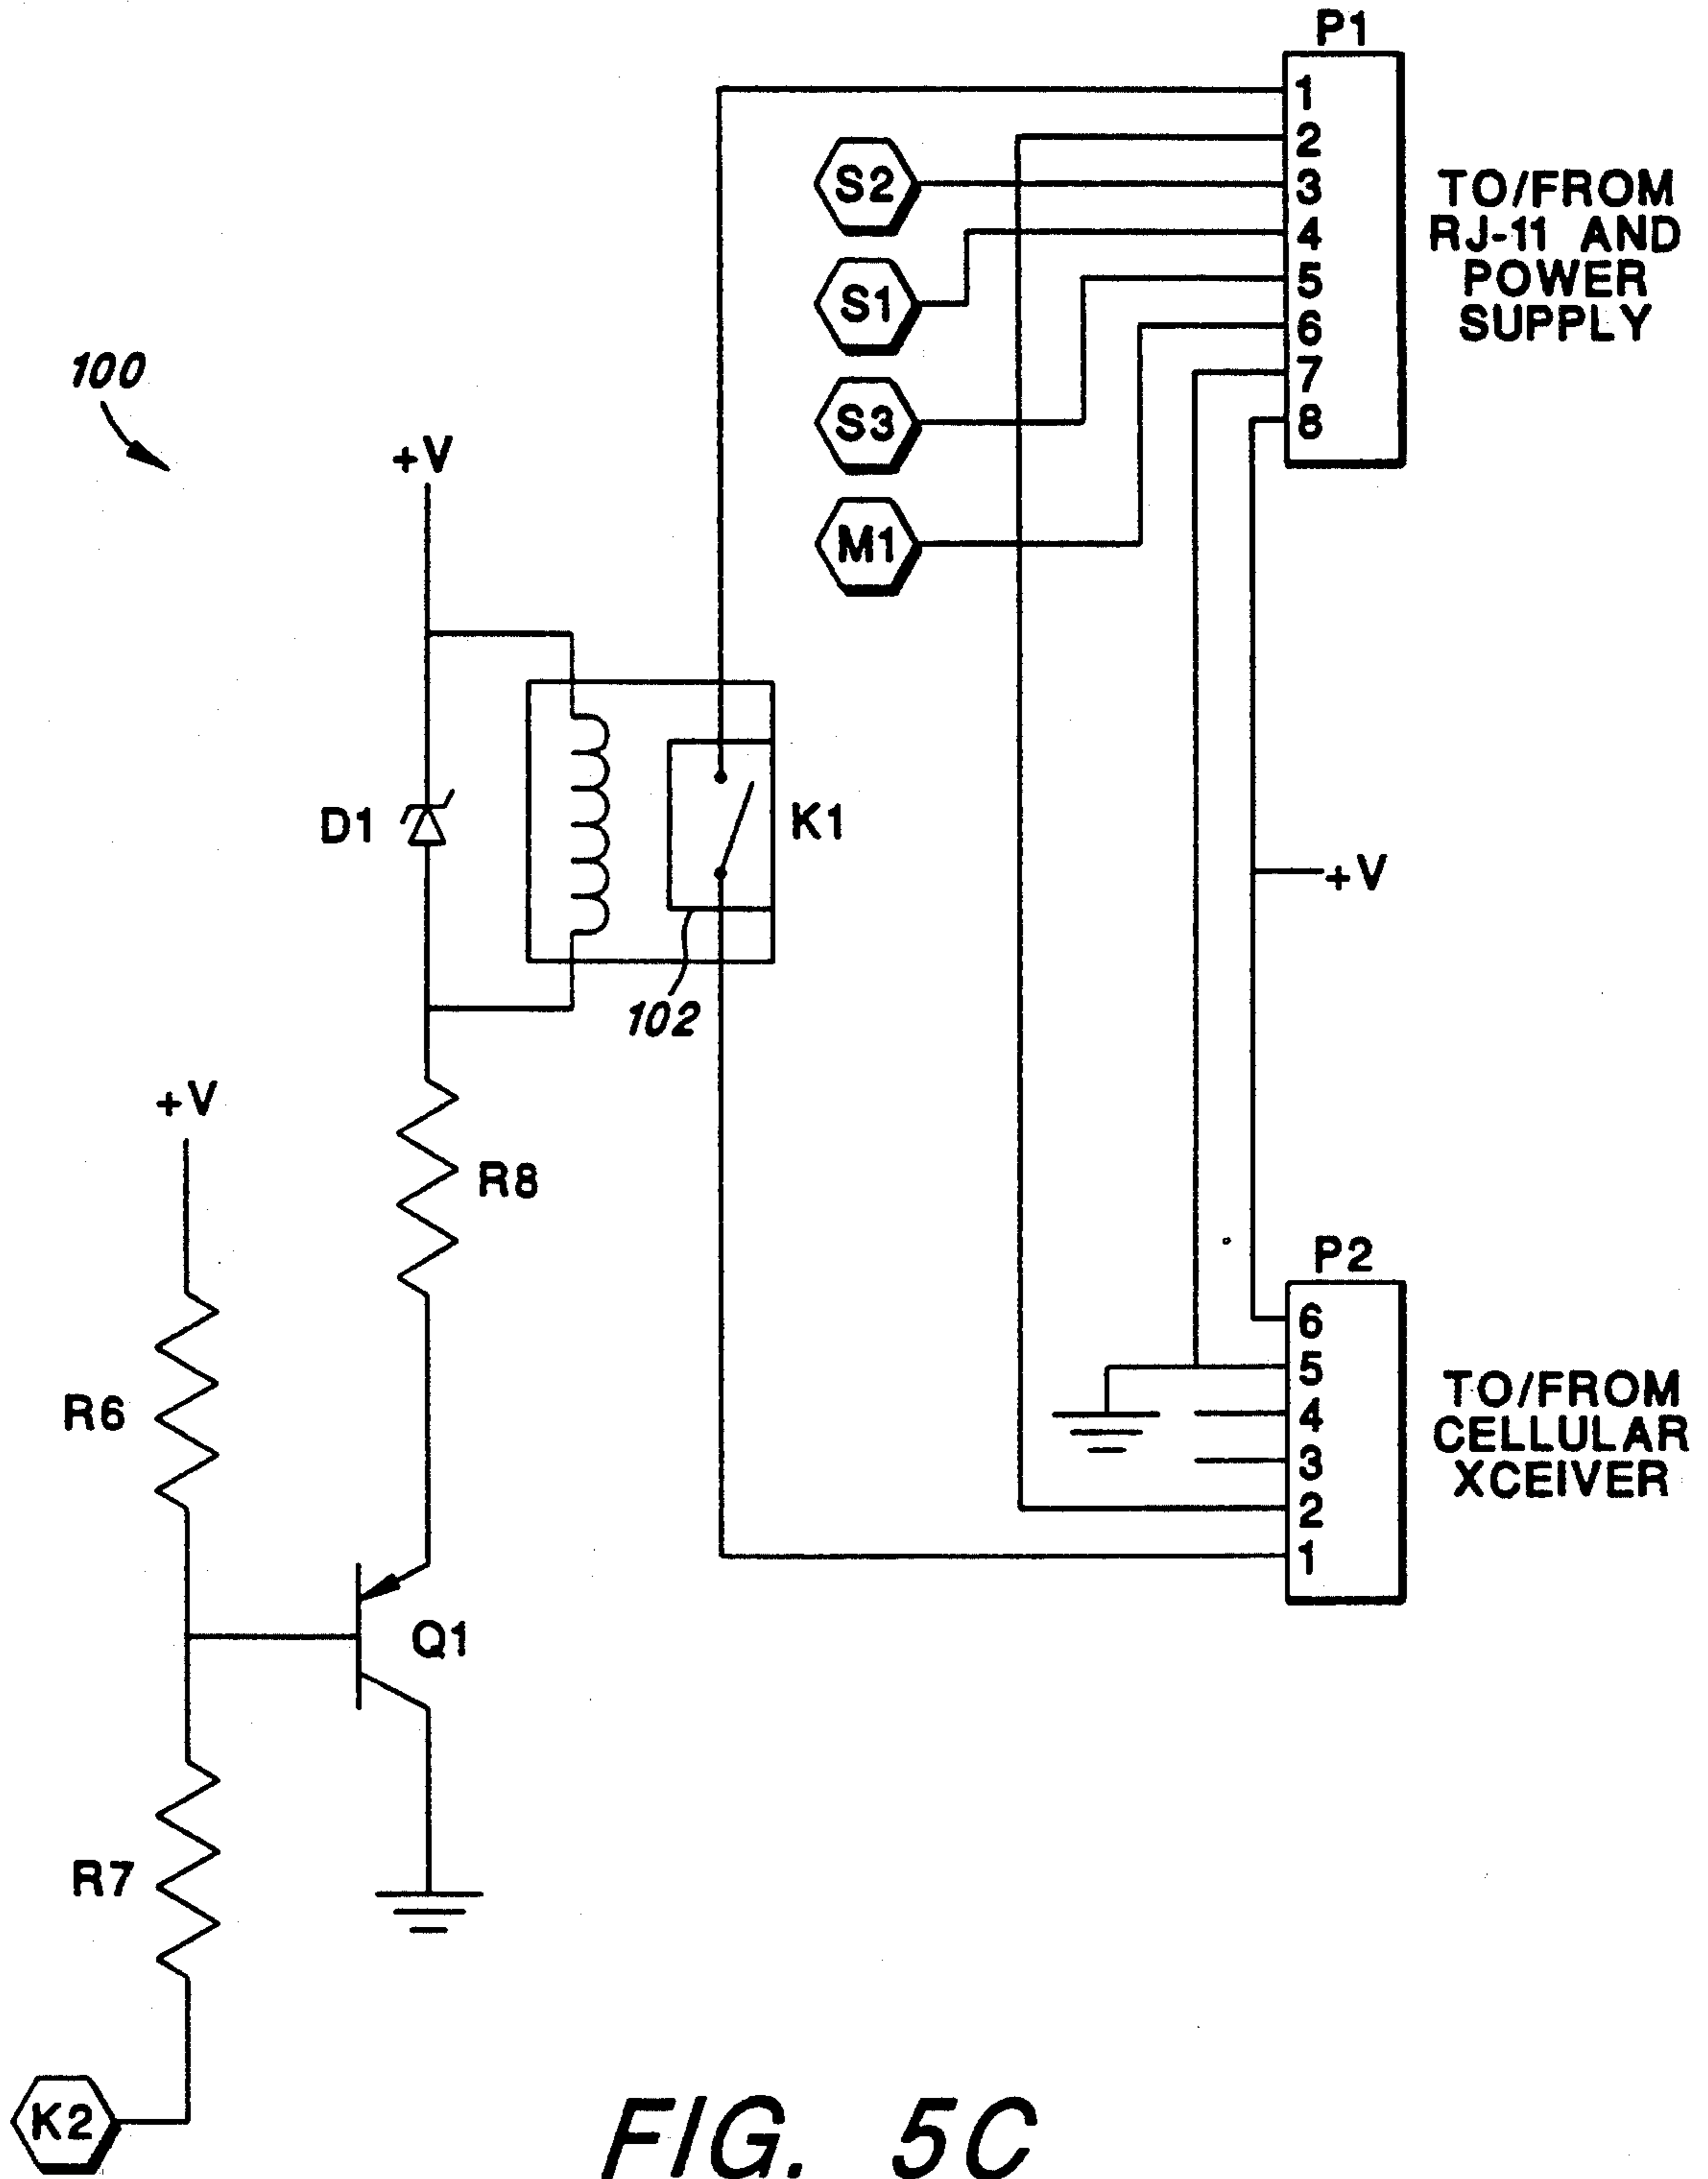 P1
1
2
3
4
5
6
7
8
TO/FROM
RJ-11 AND
POWER
SUPPLY
S2
S1
S3
M1
100
+V
D1
K1
102
+V
+V
R8
R6
P2
6
5
4
3
2
1
TO/FROM
CELLULAR
XCEIVER
Q1
R7
K2
FIG. 5C